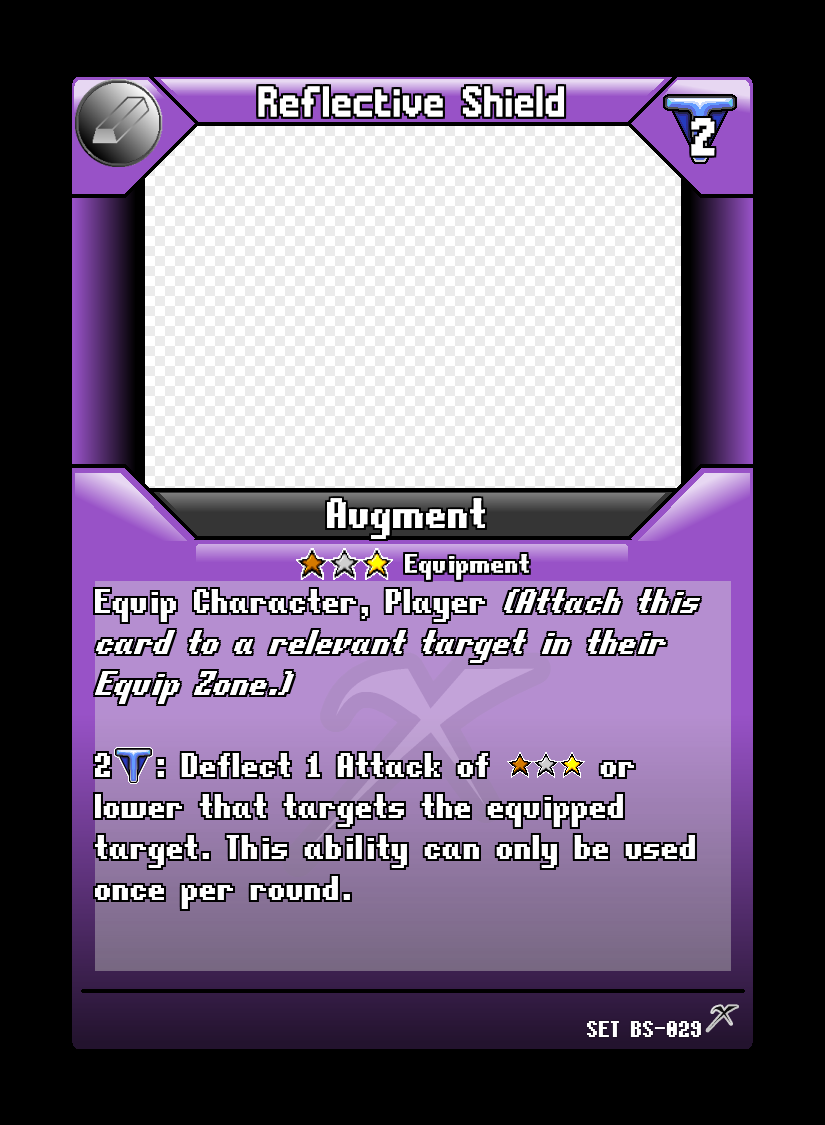 Reflective Shield
2
Augment
Equipment
Equip Character, Player (Attach this
card to a relevant target in their
Equip Zone.)
2 : Deflect 1 Attack of or
lower that targets the equipped
target. This ability can only be used
once per round.
SET BS-029